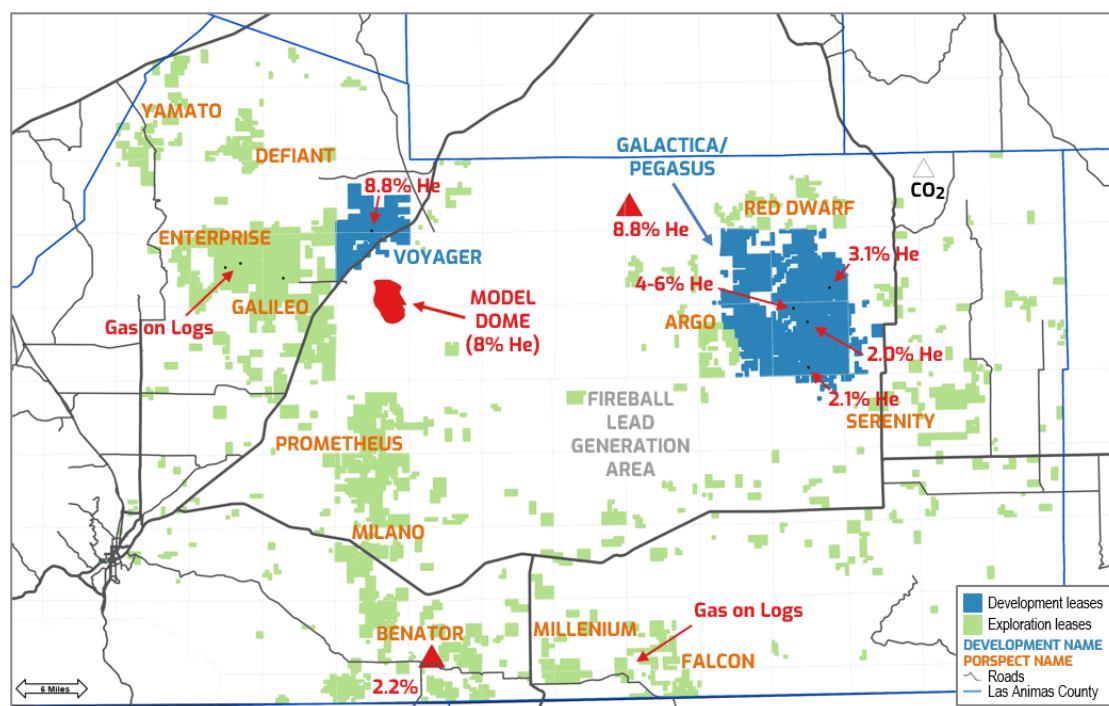 YAMATO
DEFIANT
8.8% He
GALACTICA/
PEGASUS
CO2
8.8% He
RED DWARF
ENTERPRISE
VOYAGER
3.1% He
4-6% He
GALILEO
Gas on Logs
MODEL
DOME
(8% He)
ARGO
2.0% He
2.1% He
SERENITY
FIREBALL
LEAD
GENERATION
AREA
PROMETHEUS
MILANO
BENATOR
2.2%
MILLENIUM
Gas on Logs
FALCON
6 Miles
Development leases
Exploration leases
DEVELOPMENT NAME
PORSPECT NAME
Roads
Las Animas County